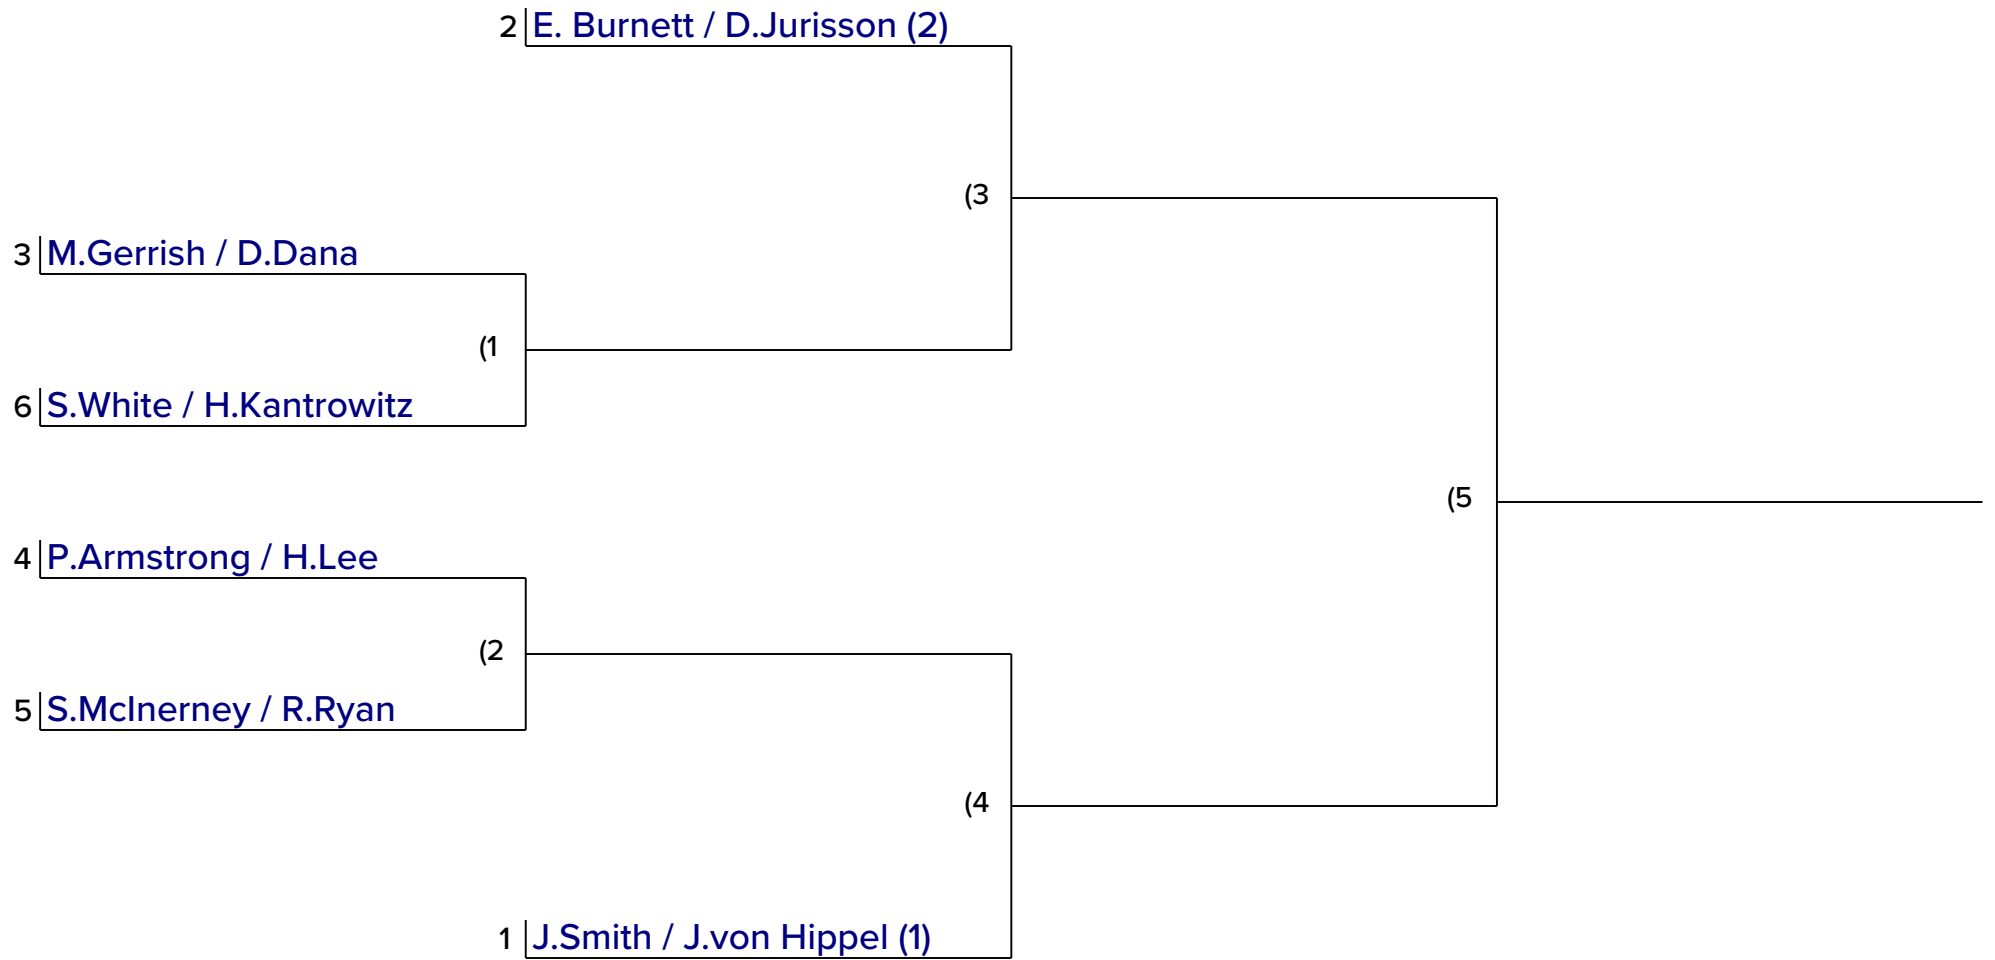 2 E. Burnett / D.Jurisson (2)
(3
3 M.Gerrish / D.Dana
(1
6 S.White / H.Kantrowitz
(5
4 P.Armstrong / H.Lee
(2
5 S.McInerney / R.Ryan
(4
1 J.Smith / J.von Hippel (1)